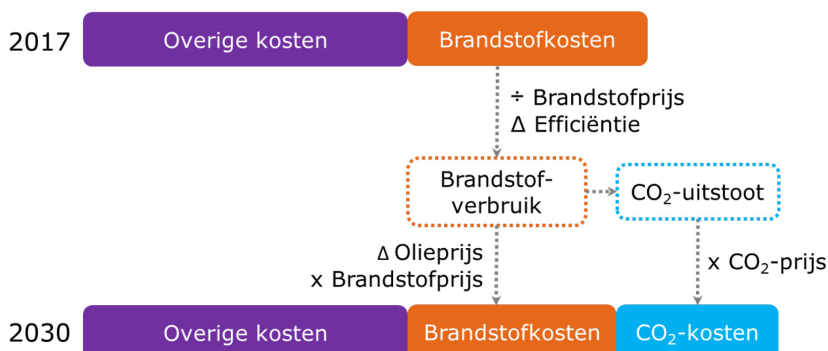 2017
Overige kosten
Brandstofkosten
÷ Brandstofprijs
Δ Efficiëntie
Brandstof-
verbruik
CO₂-uitstoot
Δ Olieprijs
x Brandstofprijs
x CO₂-prijs
2030
Overige kosten
Brandstofkosten
CO₂-kosten